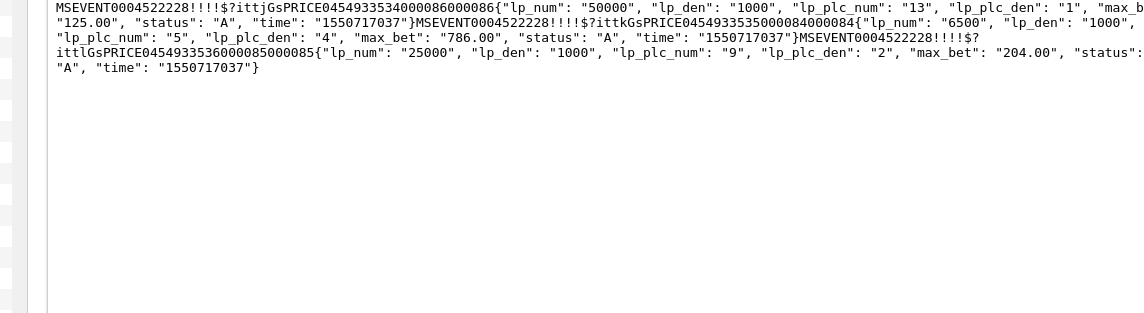 MSEVENT0004522228!!!!$?ittjGsPRICE0454933534000086000086{"lp_num": "50000", "lp_den": "1000", "lp_plc_num": "13", "lp_plc_den": "1", "max_b
"125.00", "status": "A", "time": "1550717037"}MSEVENT0004522228!!!!$?ittkGsPRICE0454933535000084000084{"lp_num": "6500", "lp_den": "1000",
"lp_plc_num": "5", "lp_plc_den": "4", "max_bet": "786.00", "status": "A", "time": "1550717037"}MSEVENT0004522228!!!!$?
ittlGsPRICE0454933536000085000085{"lp_num": "25000", "lp_den": "1000", "lp_plc_num": "9", "lp_plc_den": "2", "max_bet": "204.00", "status":
"A", "time": "1550717037"}